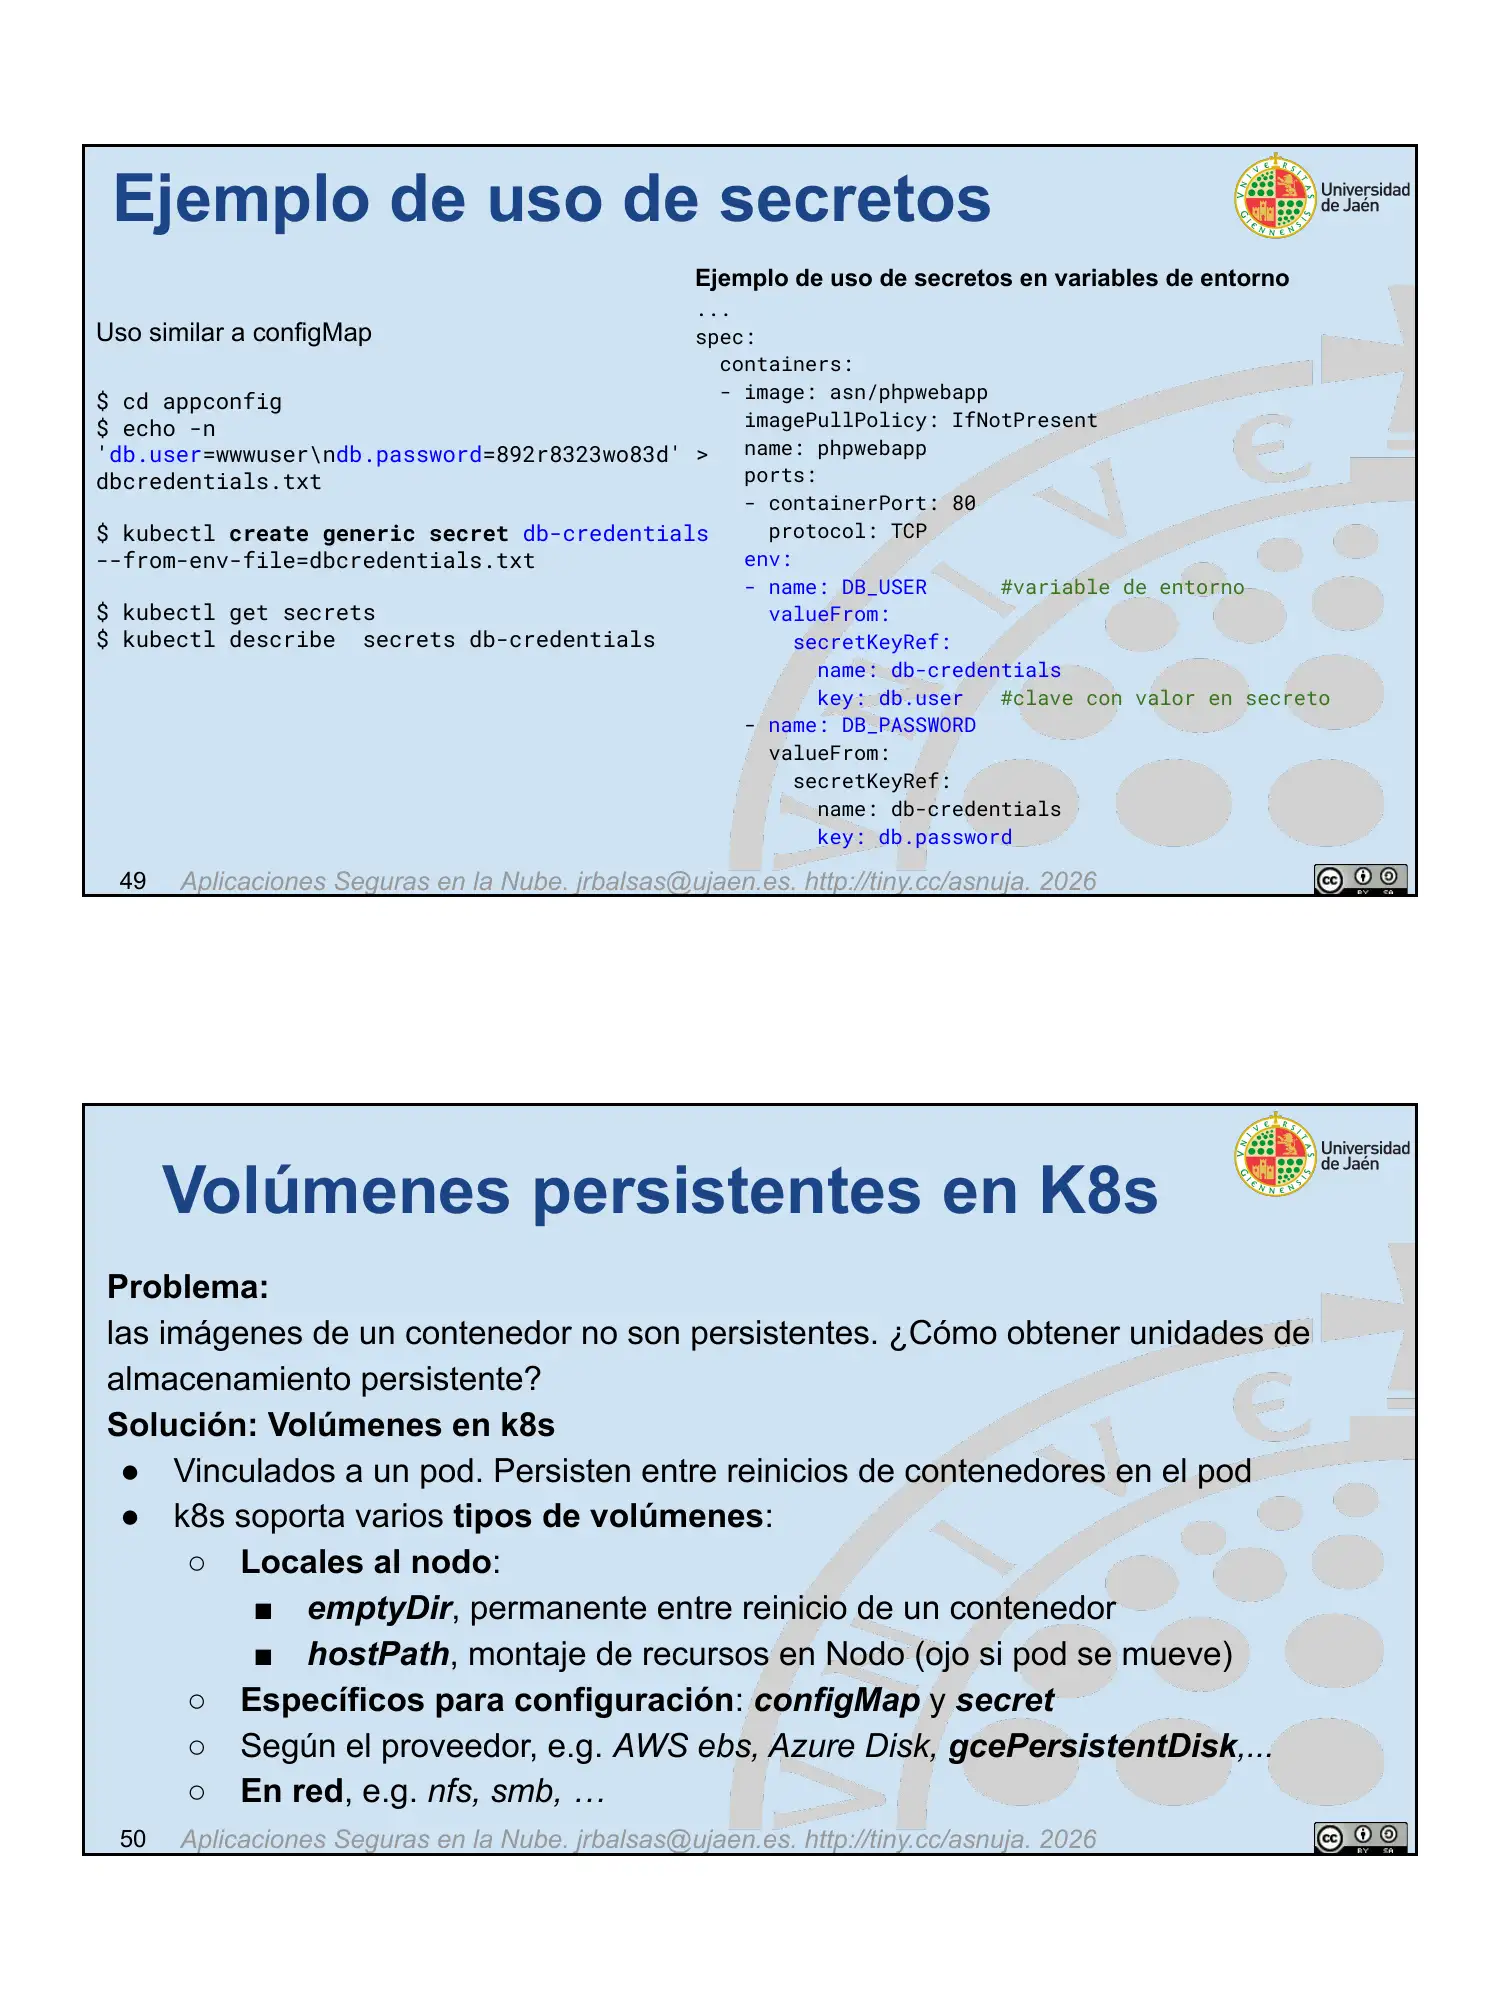 Ejemplo de uso de secretos
Universidad
de Jaén
Uso similar a configMap
$ cd appconfig
$ echo -n
'db.user=wwwuser\ndb.password=892r8323wo83d' >
dbcredentials.txt
$ kubectl create generic secret db-credentials
--from-env-file=dbcredentials.txt
$ kubectl get secrets
$ kubectl describe  secrets db-credentials
Ejemplo de uso de secretos en variables de entorno
...
spec:
  containers:
  - image: asn/phpwebapp
    imagePullPolicy: IfNotPresent
    name: phpwebapp
    ports:
    - containerPort: 80
      protocol: TCP
    env:
    - name: DB_USER      #variable de entorno
      valueFrom:
        secretKeyRef:
          name: db-credentials
          key: db.user   #clave con valor en secreto
    - name: DB_PASSWORD
      valueFrom:
        secretKeyRef:
          name: db-credentials
          key: db.password
49 Aplicaciones Seguras en la Nube. jrbalsas@ujaen.es. http://tiny.cc/asnuja. 2026
cc
BY SA
Volúmenes persistentes en K8s
Universidad
de Jaén
Problema:
las imágenes de un contenedor no son persistentes. ¿Cómo obtener unidades de
almacenamiento persistente?
Solución: Volúmenes en k8s
● Vinculados a un pod. Persisten entre reinicios de contenedores en el pod
● k8s soporta varios tipos de volúmenes:
○ Locales al nodo:
■ emptyDir, permanente entre reinicio de un contenedor
■ hostPath, montaje de recursos en Nodo (ojo si pod se mueve)
○ Específicos para configuración: configMap y secret
○ Según el proveedor, e.g. AWS ebs, Azure Disk, gcePersistentDisk,...
○ En red, e.g. nfs, smb, …
50 Aplicaciones Seguras en la Nube. jrbalsas@ujaen.es. http://tiny.cc/asnuja. 2026
cc
BY SA